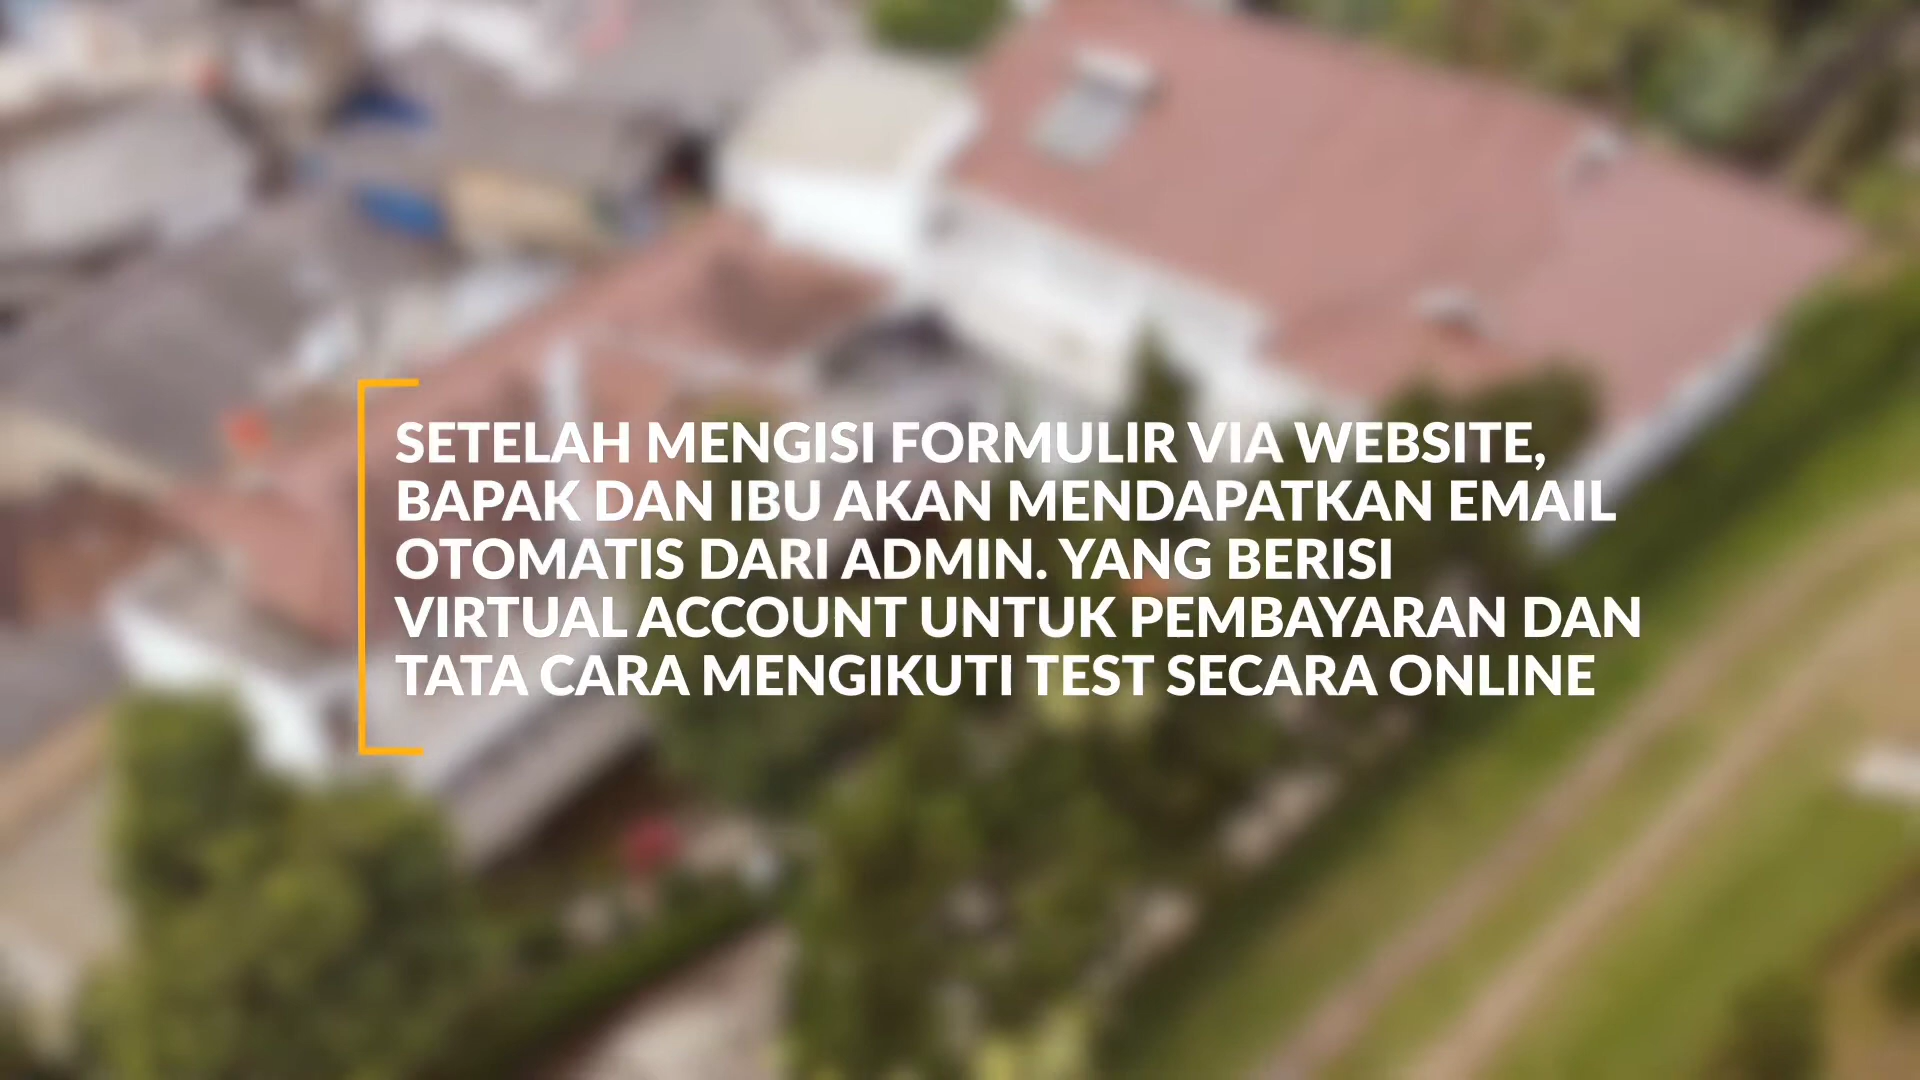 SETELAH MENGISI FORMULIR VIA WEBSITE,
BAPAK DAN IBU AKAN MENDAPATKAN EMAIL
OTOMATIS DARI ADMIN. YANG BERISI
VIRTUAL ACCOUNT UNTUK PEMBAYARAN DAN
TATA CARA MENGIKUTI TEST SECARA ONLINE